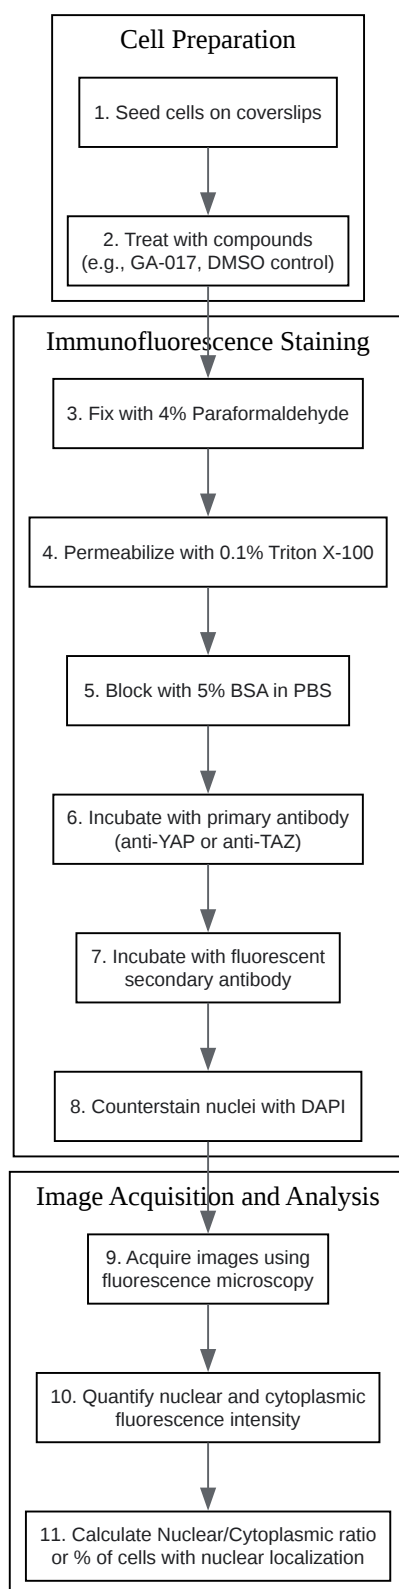 Cell Preparation
1. Seed cells on coverslips
2. Treat with compounds
(e.g., GA-017, DMSO control)
Immunofluorescence Staining
3. Fix with 4% Paraformaldehyde
4. Permeabilize with 0.1% Triton X-100
5. Block with 5% BSA in PBS
6. Incubate with primary antibody
(anti-YAP or anti-TAZ)
7. Incubate with fluorescent
secondary antibody
8. Counterstain nuclei with DAPI
Image Acquisition and Analysis
9. Acquire images using
fluorescence microscopy
10. Quantify nuclear and cytoplasmic
fluorescence intensity
11. Calculate Nuclear/Cytoplasmic ratio
or % of cells with nuclear localization